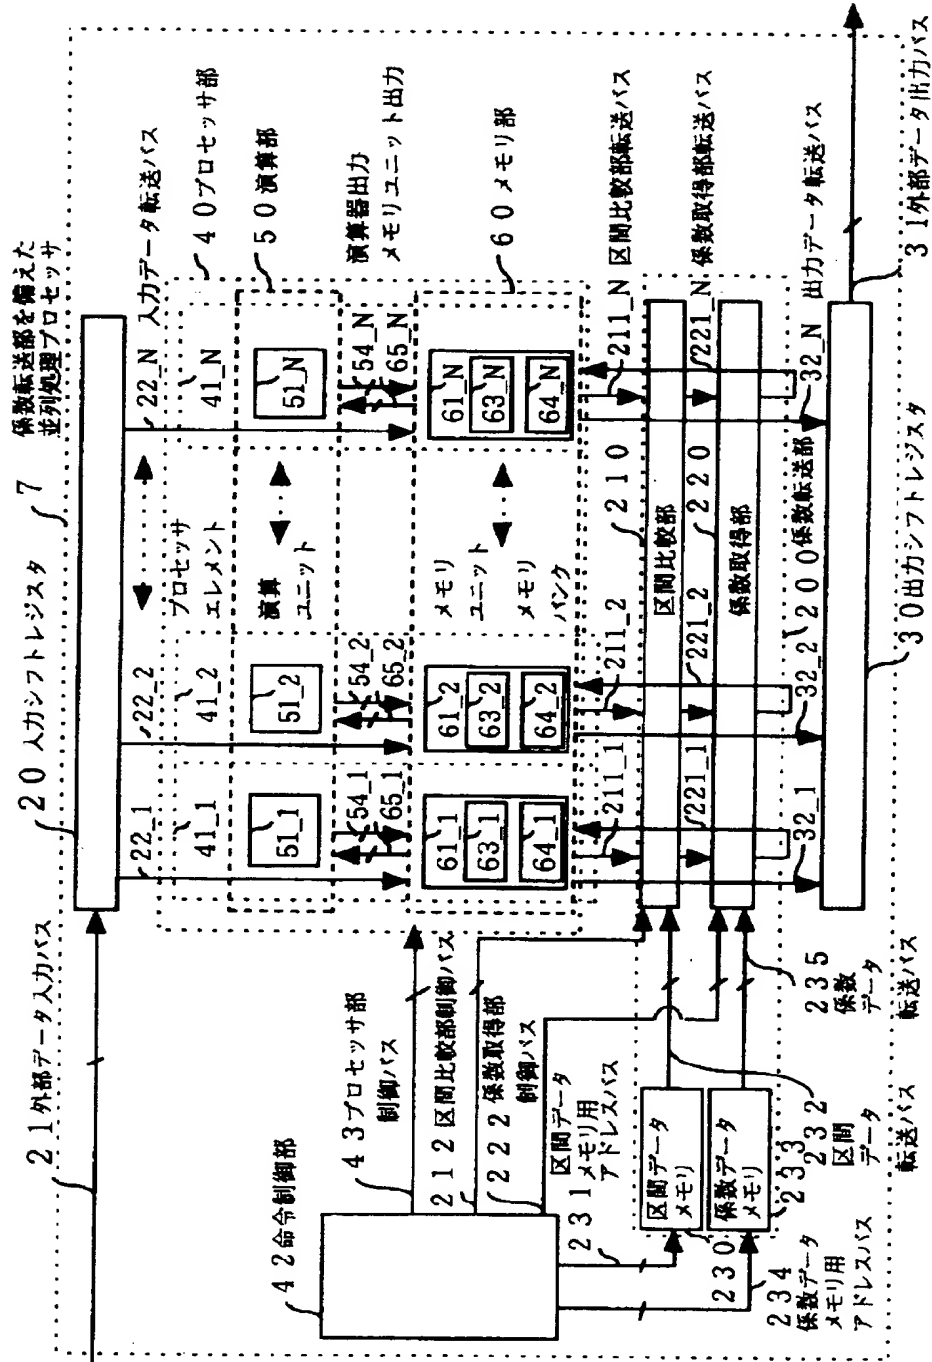 係数転送部を備えた
並列処理プロセッサ
7
20 入力シフトレジスタ
21 外部データ入力バス
22_1
22_2
22_N
入力データ転送バス
41_1
41_2
プロセッサ
エレメント
41_N
40 プロセッサ部
51_1
51_2
演算
ユニット
51_N
50 演算部
54_1
65_1
54_2
65_2
54_N
65_N
演算器出力
メモリユニット出力
61_1
63_1
64_1
61_2
63_2
64_2
メモリ
ユニット
メモリ
バンク
61_N
63_N
64_N
60 メモリ部
42 命令制御部
43 プロセッサ部
制御バス
212 区間比較部制御バス
222 係数取得部
制御バス
区間データ
メモリ用
アドレスバス
231
211_1
211_2
210
211_N
区間比較部転送バス
区間比較部
221_1
221_2
220
221_N
係数取得部転送バス
係数取得部
区間データ
メモリ
230
係数データ
メモリ
233
234
係数データ
メモリ用
アドレスバス
232
区間
データ
転送バス
235
係数
データ
転送バス
32_1
32_2
200 係数転送部
32_N
出力データ転送バス
30 出力シフトレジスタ
31 外部データ出力バス